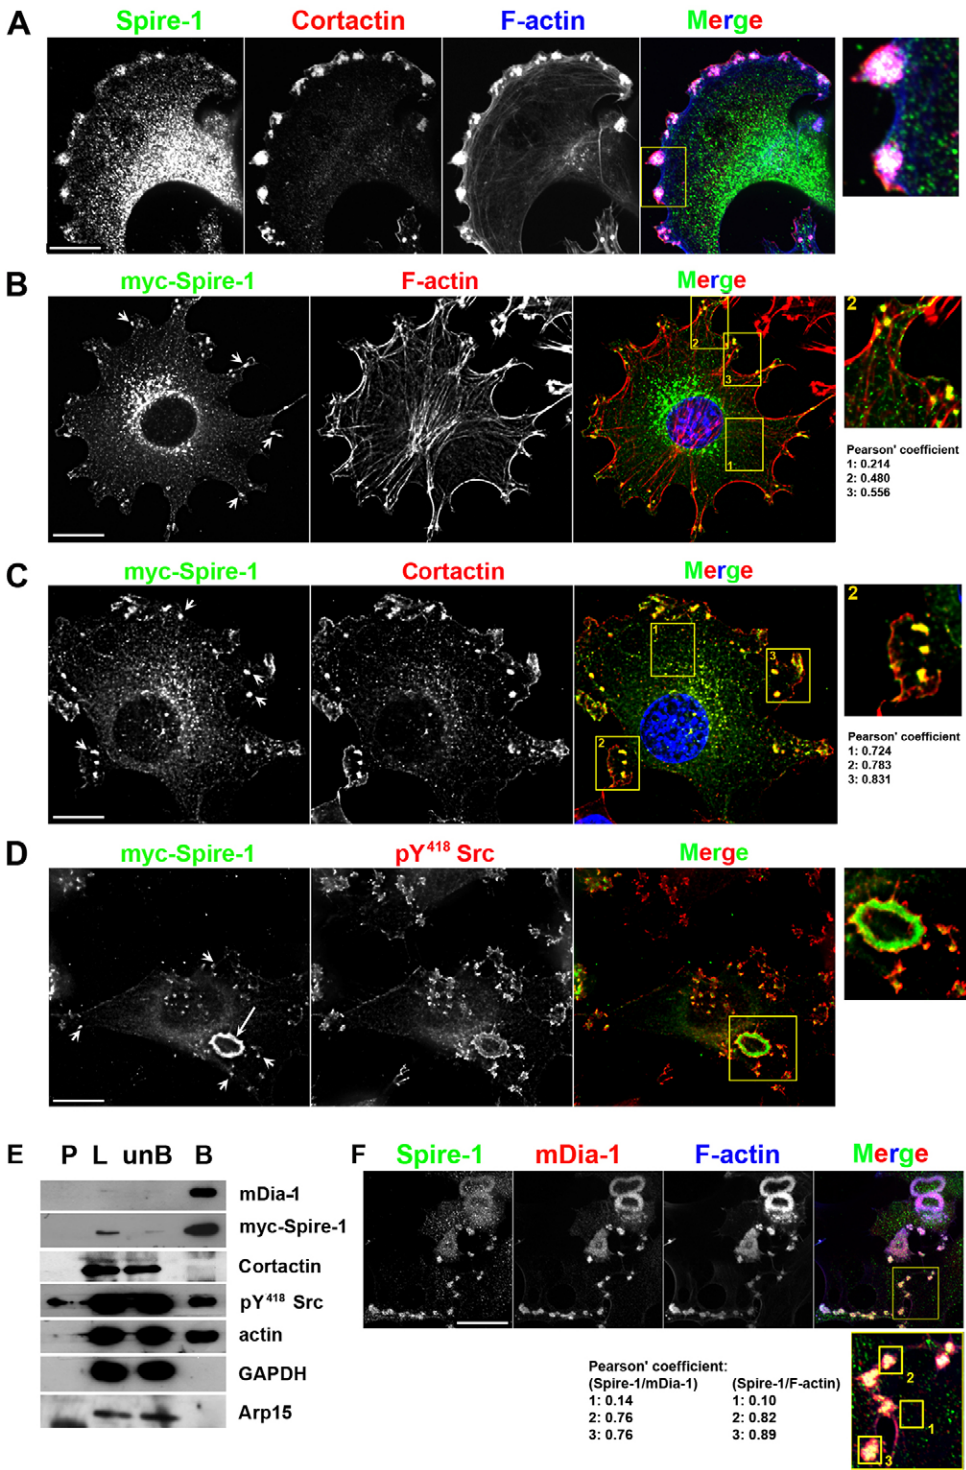 A
Spire-1 Cortactin F-actin Merge
B
myc-Spire-1 F-actin Merge
2
3
1
2
Pearson' coefficient
1: 0.214
2: 0.480
3: 0.556
C
myc-Spire-1 Cortactin Merge
1
3
2
2
Pearson' coefficient
1: 0.724
2: 0.783
3: 0.831
D
myc-Spire-1 pY418 Src Merge
E
P L unB B
mDia-1
myc-Spire-1
Cortactin
pY418 Src
actin
GAPDH
Arp15
F
Spire-1 mDia-1 F-actin Merge
Pearson' coefficient:
(Spire-1/mDia-1) (Spire-1/F-actin)
1: 0.14 1: 0.10
2: 0.76 2: 0.82
3: 0.76 3: 0.89
2
1
3